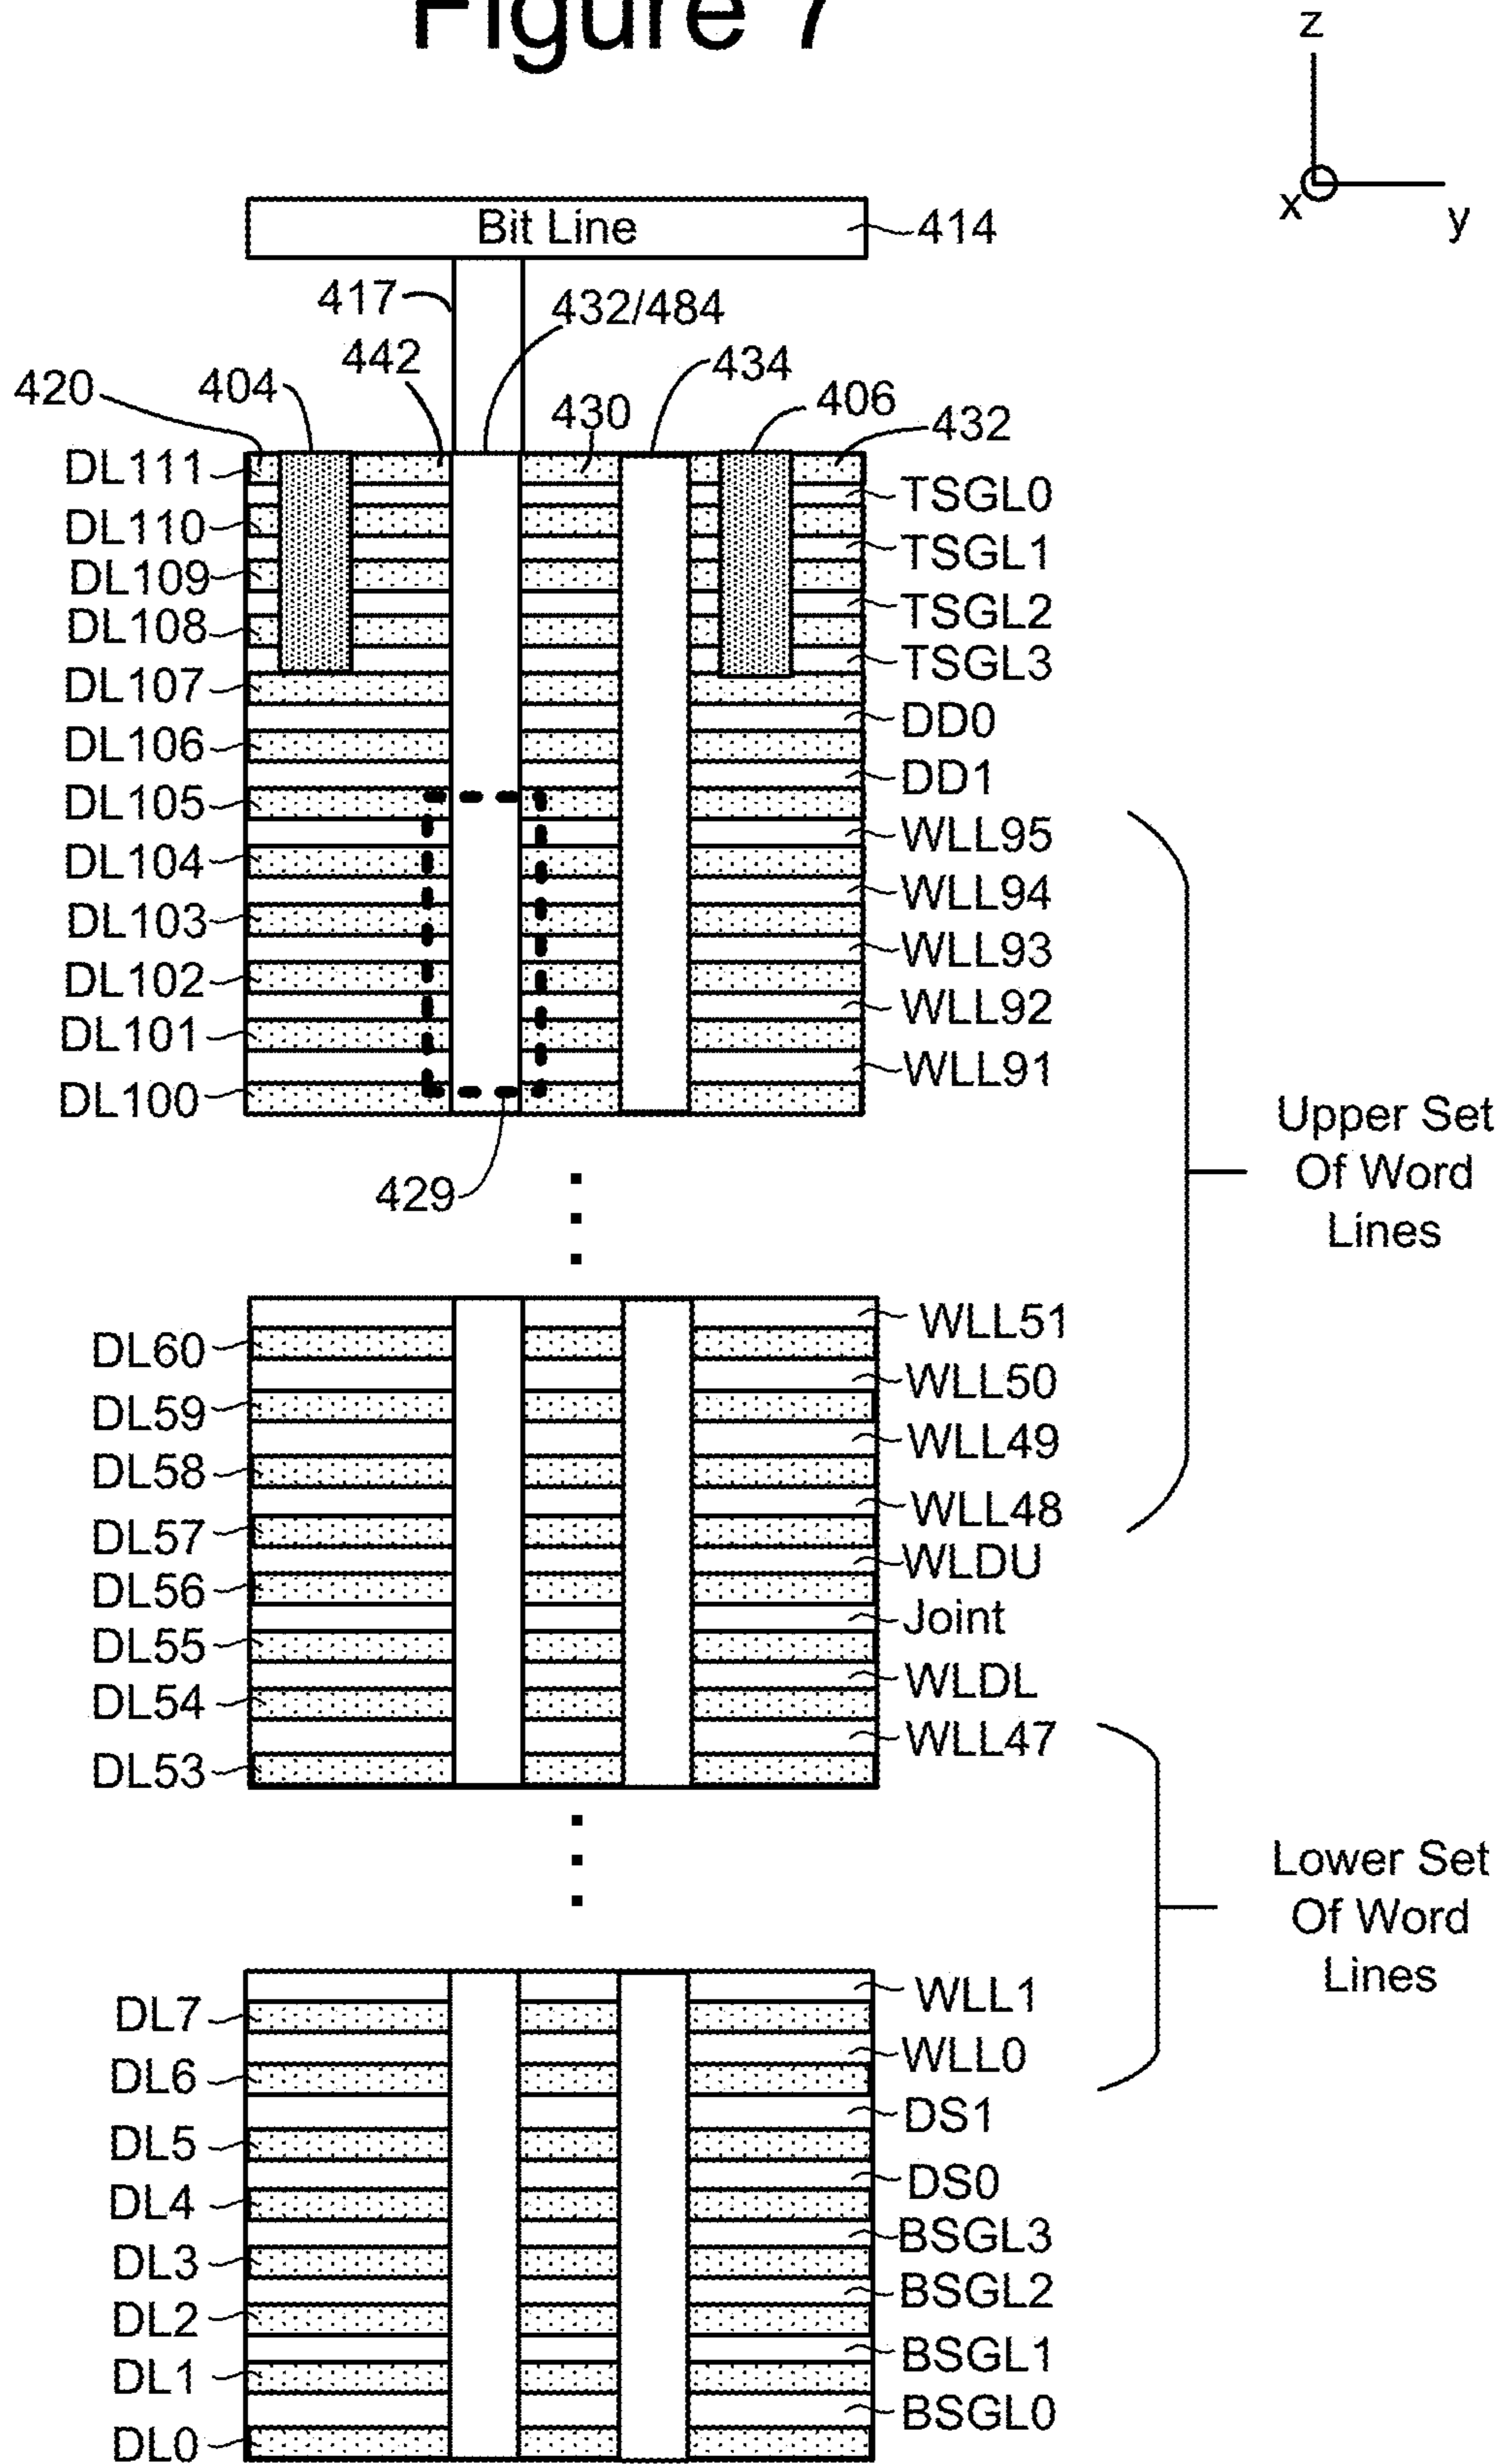 Figure 7
z
x
y
Bit Line
414
417
432/484
442
434
420
404
430
406
432
DL111
TSGL0
DL110
TSGL1
DL109
TSGL2
DL108
TSGL3
DL107
DD0
DL106
DD1
DL105
WLL95
DL104
WLL94
DL103
WLL93
DL102
WLL92
DL101
WLL91
DL100
429
Upper Set
Of Word
Lines
WLL51
DL60
WLL50
DL59
WLL49
DL58
WLL48
DL57
WLDU
DL56
Joint
DL55
WLDL
DL54
WLL47
DL53
Lower Set
Of Word
Lines
WLL1
DL7
WLL0
DL6
DS1
DL5
DS0
DL4
BSGL3
DL3
BSGL2
DL2
BSGL1
DL1
BSGL0
DL0